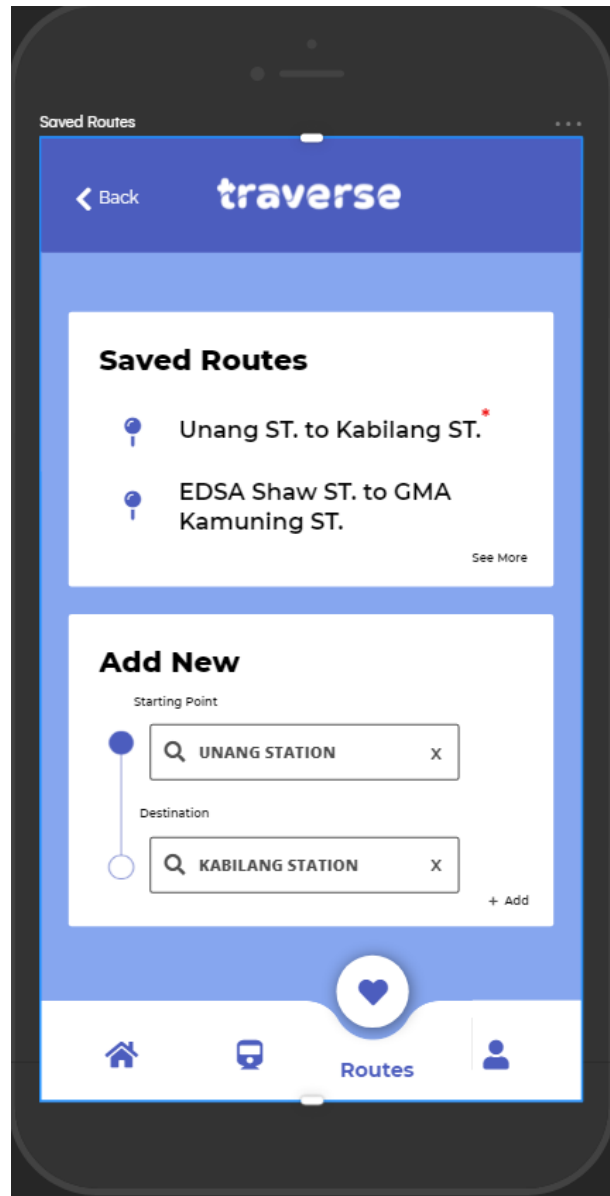 Saved Routes
Back
traverse
Saved Routes
Unang ST. to Kabilang ST.*
EDSA Shaw ST. to GMA
Kamuning ST.
See More
Add New
Starting Point
UNANG STATION X
Destination
KABILANG STATION X
+ Add
Routes